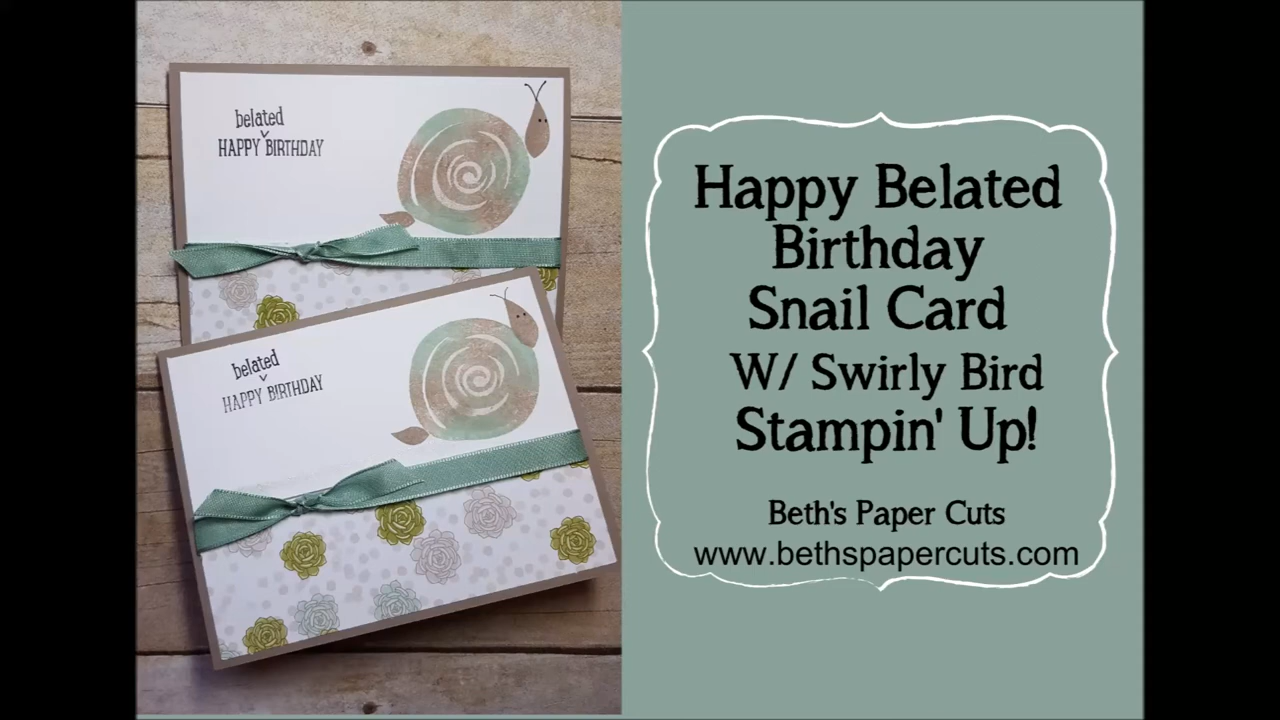 belated
HAPPY BIRTHDAY
belated
HAPPY BIRTHDAY
Happy Belated
Birthday
Snail Card
W/ Swirly Bird
Stampin' Up!
Beth's Paper Cuts
www.bethspapercuts.com